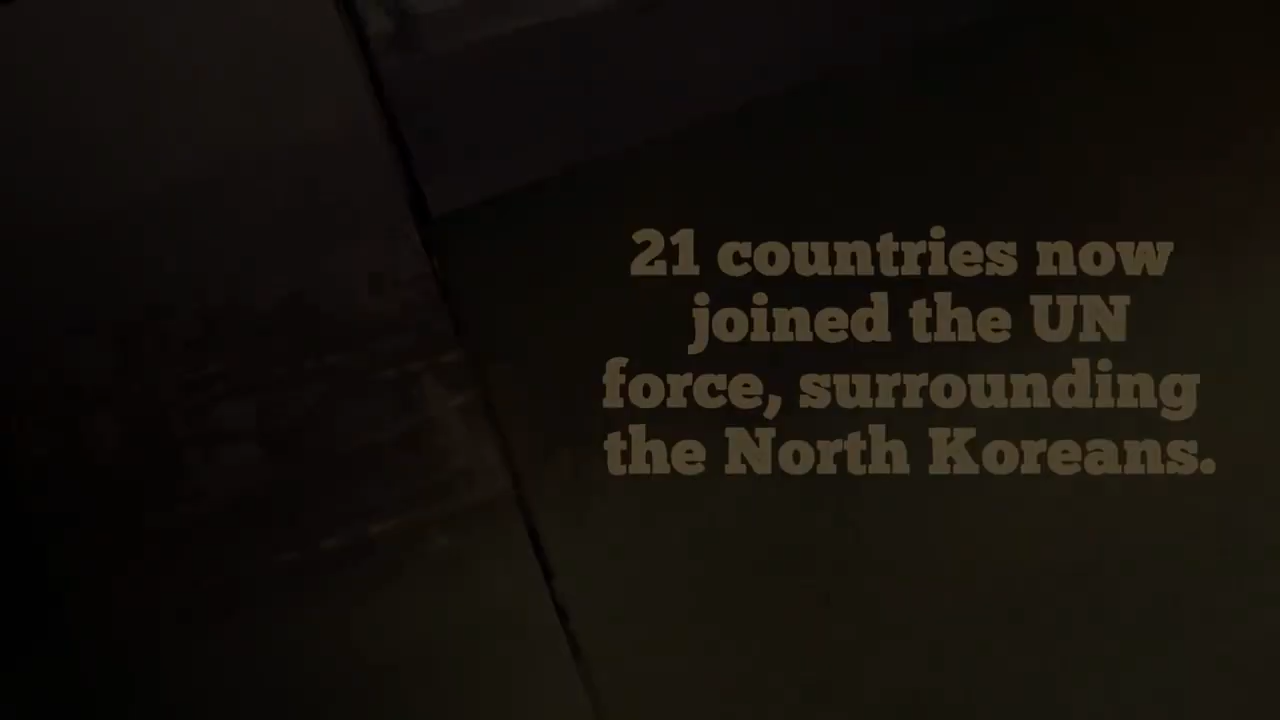 21 countries now
joined the UN
force, surrounding
the North Koreans.